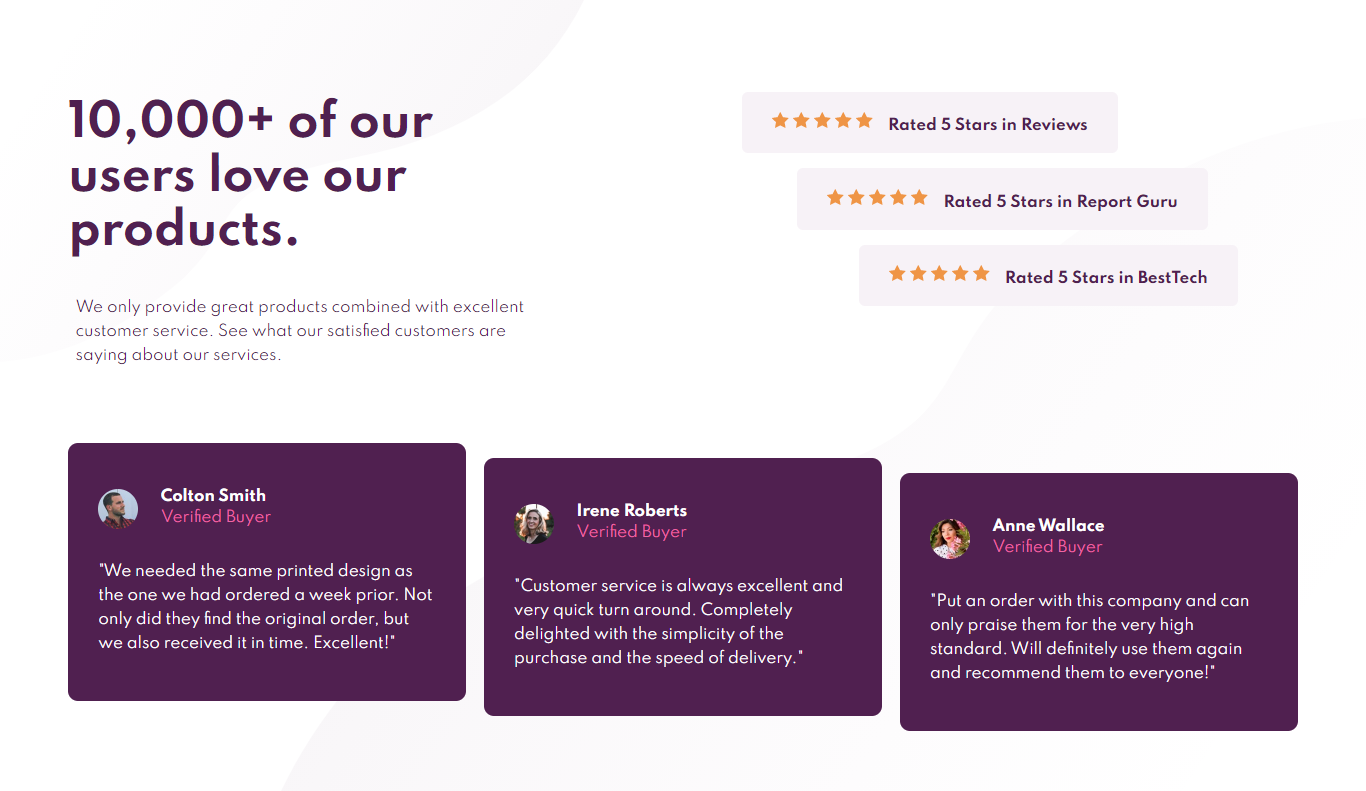 10,000+ of our
users love our
products.
We only provide great products combined with excellent
customer service. See what our satisfied customers are
saying about our services.
Rated 5 Stars in Reviews
Rated 5 Stars in Report Guru
Rated 5 Stars in BestTech
Colton Smith
Verified Buyer
"We needed the same printed design as
the one we had ordered a week prior. Not
only did they find the original order, but
we also received it in time. Excellent!"
Irene Roberts
Verified Buyer
"Customer service is always excellent and
very quick turn around. Completely
delighted with the simplicity of the
purchase and the speed of delivery."
Anne Wallace
Verified Buyer
"Put an order with this company and can
only praise them for the very high
standard. Will definitely use them again
and recommend them to everyone!"